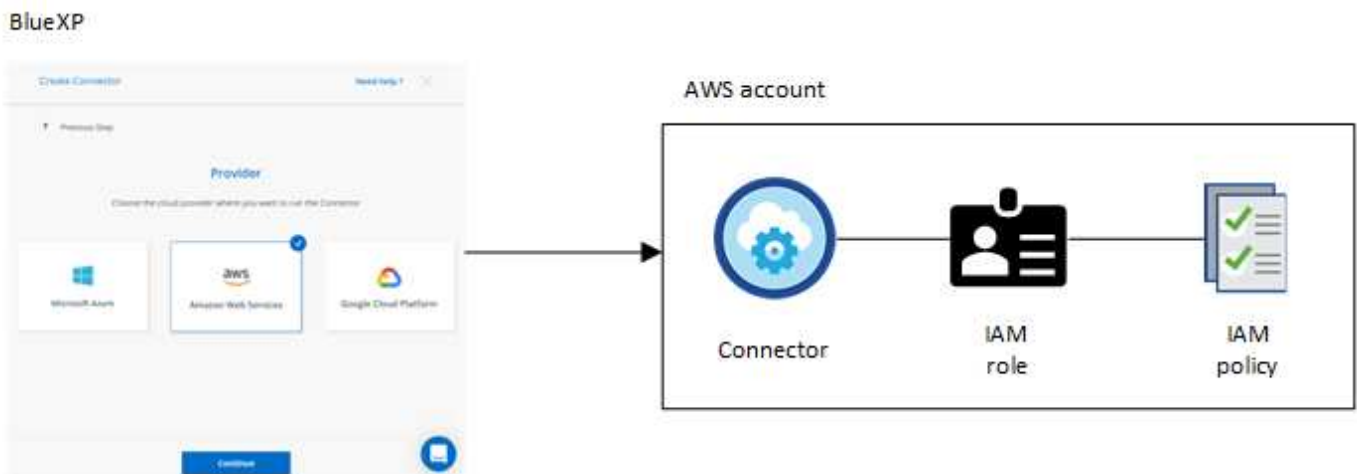 BlueXP
Create Connector
Need help?
Previous Step
Provider
Choose the cloud provider where you want to run the Connector
aws
Microsoft Azure
Amazon Web Services
Google Cloud Platform
Continue
AWS account
Connector
IAM
role
IAM
policy